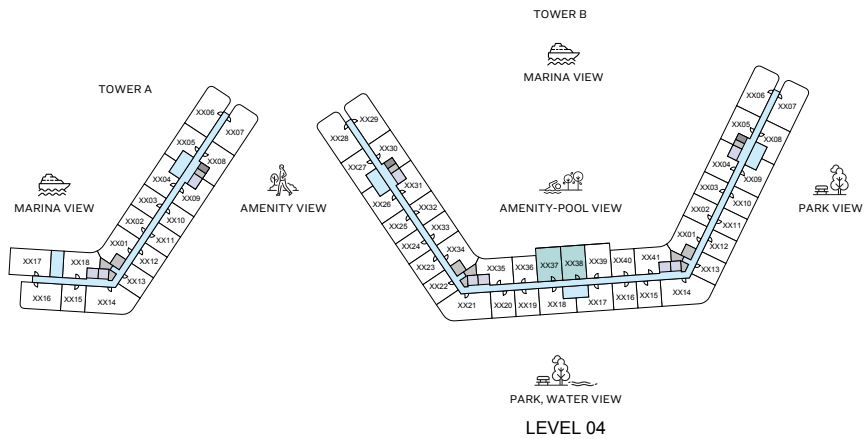 TOWER B
MARINA VIEW
TOWER A
XX06
XX07
XX05
XX08
XX04
XX09
XX03
XX10
XX02
XX11
XX01
XX12
XX13
XX18
XX17
XX16
XX15
XX14
MARINA VIEW
AMENITY VIEW
XX29
XX28
XX30
XX27
XX31
XX26
XX32
XX25
XX33
XX24
XX34
XX23
XX22
XX35
XX36
XX37
XX38
XX39
XX40
XX41
XX21
XX20
XX19
XX18
XX17
XX16
XX15
XX14
XX06
XX07
XX05
XX08
XX04
XX09
XX03
XX10
XX02
XX11
XX01
XX12
XX13
AMENITY-POOL VIEW
PARK VIEW
PARK, WATER VIEW
LEVEL 04